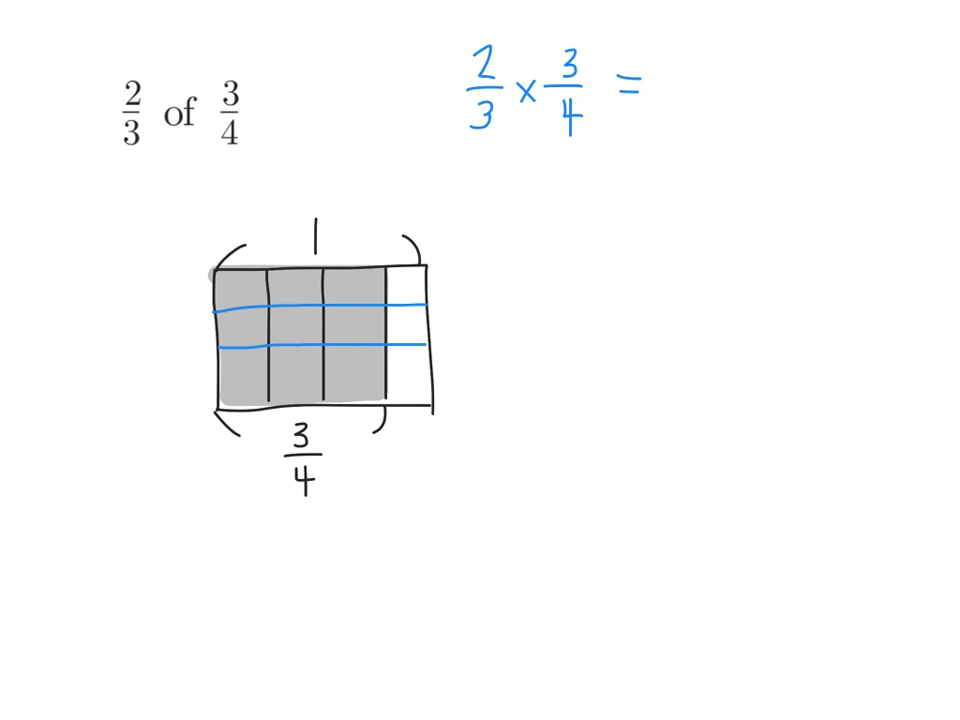 2/3 of 3/4
2/3 × 3/4 =
1
3/4